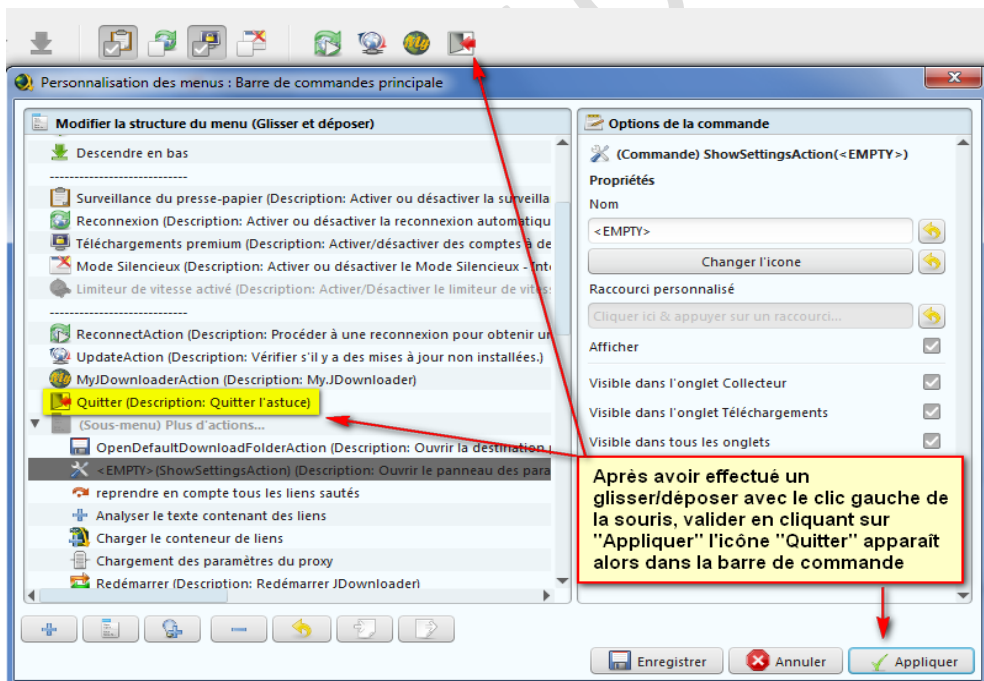 Personnalisation des menus : Barre de commandes principale
Modifier la structure du menu (Glisser et déposer)
Descendre en bas
----------------------------
Surveillance du presse-papier (Description: Activer ou désactiver la surveilla
Reconnexion (Description: Activer ou désactiver la reconnexion automatiqu
Téléchargements premium (Description: Activer/désactiver des comptes à de
Mode Silencieux (Description: Activer ou désactiver le Mode Silencieux - Inte
Limiteur de vitesse activé (Description: Activer/Désactiver le limiteur de vites
----------------------------
ReconnectAction (Description: Procéder à une reconnexion pour obtenir un
UpdateAction (Description: Vérifier s'il y a des mises à jour non installées.)
MyJDownloaderAction (Description: My.JDownloader)
Quitter (Description: Quitter l'astuce)
(Sous-menu) Plus d'actions...
OpenDefaultDownloadFolderAction (Description: Ouvrir la destination
<EMPTY>(ShowSettingsAction) (Description: Ouvrir le panneau des para
reprendre en compte tous les liens sautés
Analyser le texte contenant des liens
Charger le conteneur de liens
Chargement des paramètres du proxy
Redémarrer (Description: Redémarrer JDownloader)
Options de la commande
(Commande) ShowSettingsAction(<EMPTY>)
Propriétés
Nom
<EMPTY>
Changer l'icone
Raccourci personnalisé
Cliquer ici & appuyer sur un raccourci...
Afficher
Visible dans l'onglet Collecteur
Visible dans l'onglet Téléchargements
Visible dans tous les onglets
Après avoir effectué un
glisser/déposer avec le clic gauche de
la souris, valider en cliquant sur
"Appliquer" l'icône "Quitter" apparaît
alors dans la barre de commande
Enregistrer
Annuler
Appliquer